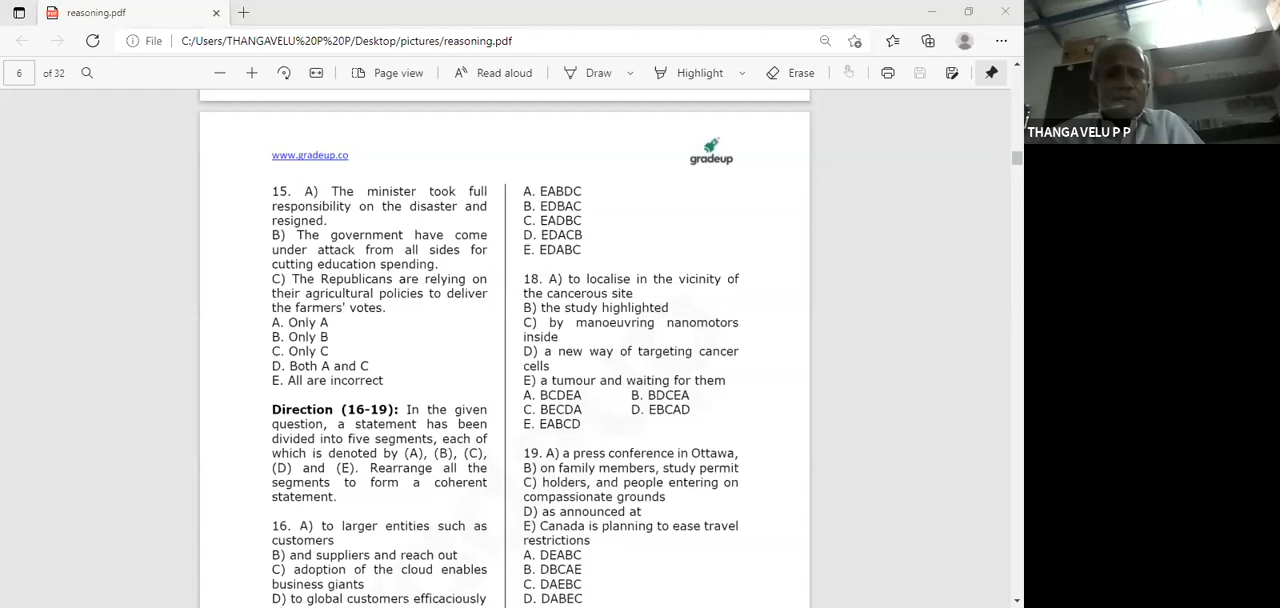 reasoning.pdf
File
C:/Users/THANGAVELU%20P%20P/Desktop/pictures/reasoning.pdf
6
of 32
Page view
Read aloud
Draw
Highlight
Erase
THANGAVELU P P
www.gradeup.co
gradeup
15. A) The minister took full
responsibility on the disaster and
resigned.
B) The government have come
under attack from all sides for
cutting education spending.
C) The Republicans are relying on
their agricultural policies to deliver
the farmers' votes.
A. Only A
B. Only B
C. Only C
D. Both A and C
E. All are incorrect
Direction (16-19): In the given
question, a statement has been
divided into five segments, each of
which is denoted by (A), (B), (C),
(D) and (E). Rearrange all the
segments to form a coherent
statement.
16. A) to larger entities such as
customers
B) and suppliers and reach out
C) adoption of the cloud enables
business giants
D) to global customers efficaciously
A. EABDC
B. EDBAC
C. EADBC
D. EDACB
E. EDABC
18. A) to localise in the vicinity of
the cancerous site
B) the study highlighted
C) by manoeuvring nanomotors
inside
D) a new way of targeting cancer
cells
E) a tumour and waiting for them
A. BCDEA B. BDCEA
C. BECDA D. EBCAD
E. EABCD
19. A) a press conference in Ottawa,
B) on family members, study permit
C) holders, and people entering on
compassionate grounds
D) as announced at
E) Canada is planning to ease travel
restrictions
A. DEABC
B. DBCAE
C. DAEBC
D. DABEC